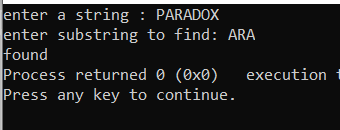 enter a string : PARADOX
enter substring to find: ARA
found
Process returned 0 (0x0)   execution
Press any key to continue.